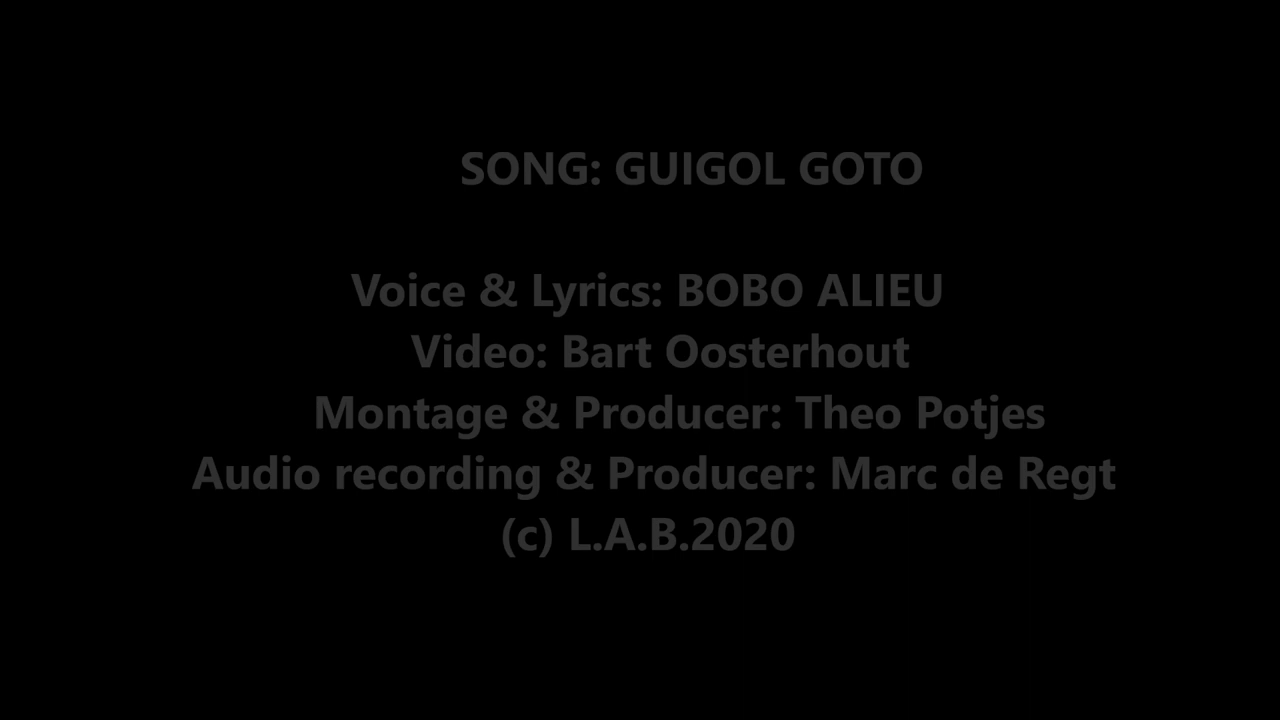 SONG: GUIGOL GOTO
Voice & Lyrics: BOBO ALIEU
Video: Bart Oosterhout
Montage & Producer: Theo Potjes
Audio recording & Producer: Marc de Regt
(c) L.A.B.2020